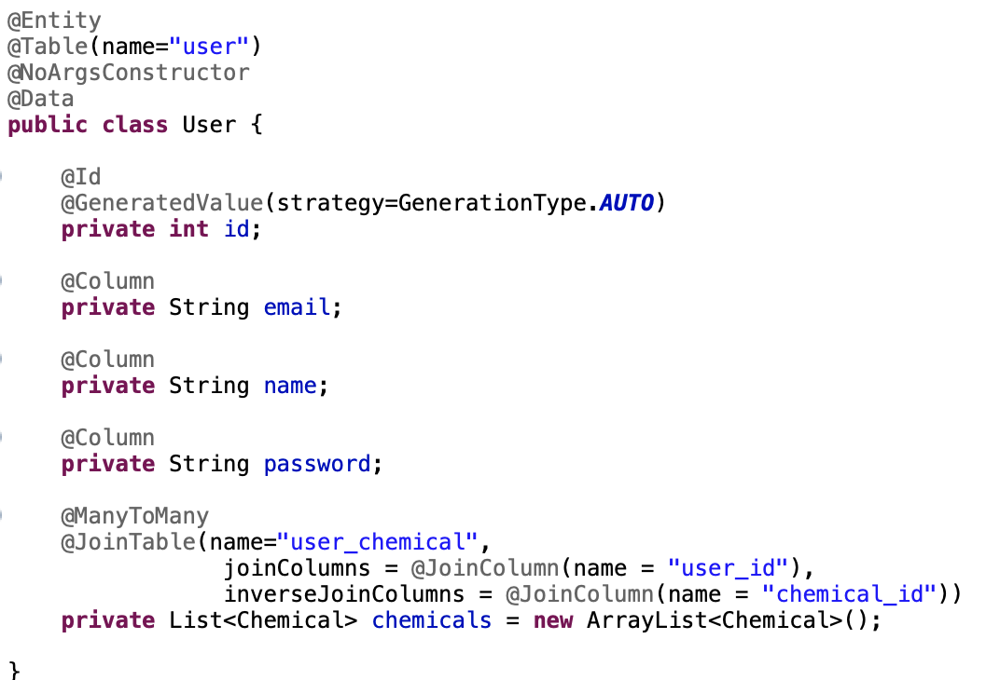 @Entity
@Table(name="user")
@NoArgsConstructor
@Data
public class User {
@Id
@GeneratedValue(strategy=GenerationType.AUTO)
private int id;
@Column
private String email;
@Column
private String name;
@Column
private String password;
@ManyToMany
@JoinTable(name="user_chemical",
joinColumns = @JoinColumn(name = "user_id"),
inverseJoinColumns = @JoinColumn(name = "chemical_id"))
private List<Chemical> chemicals = new ArrayList<Chemical>();
}